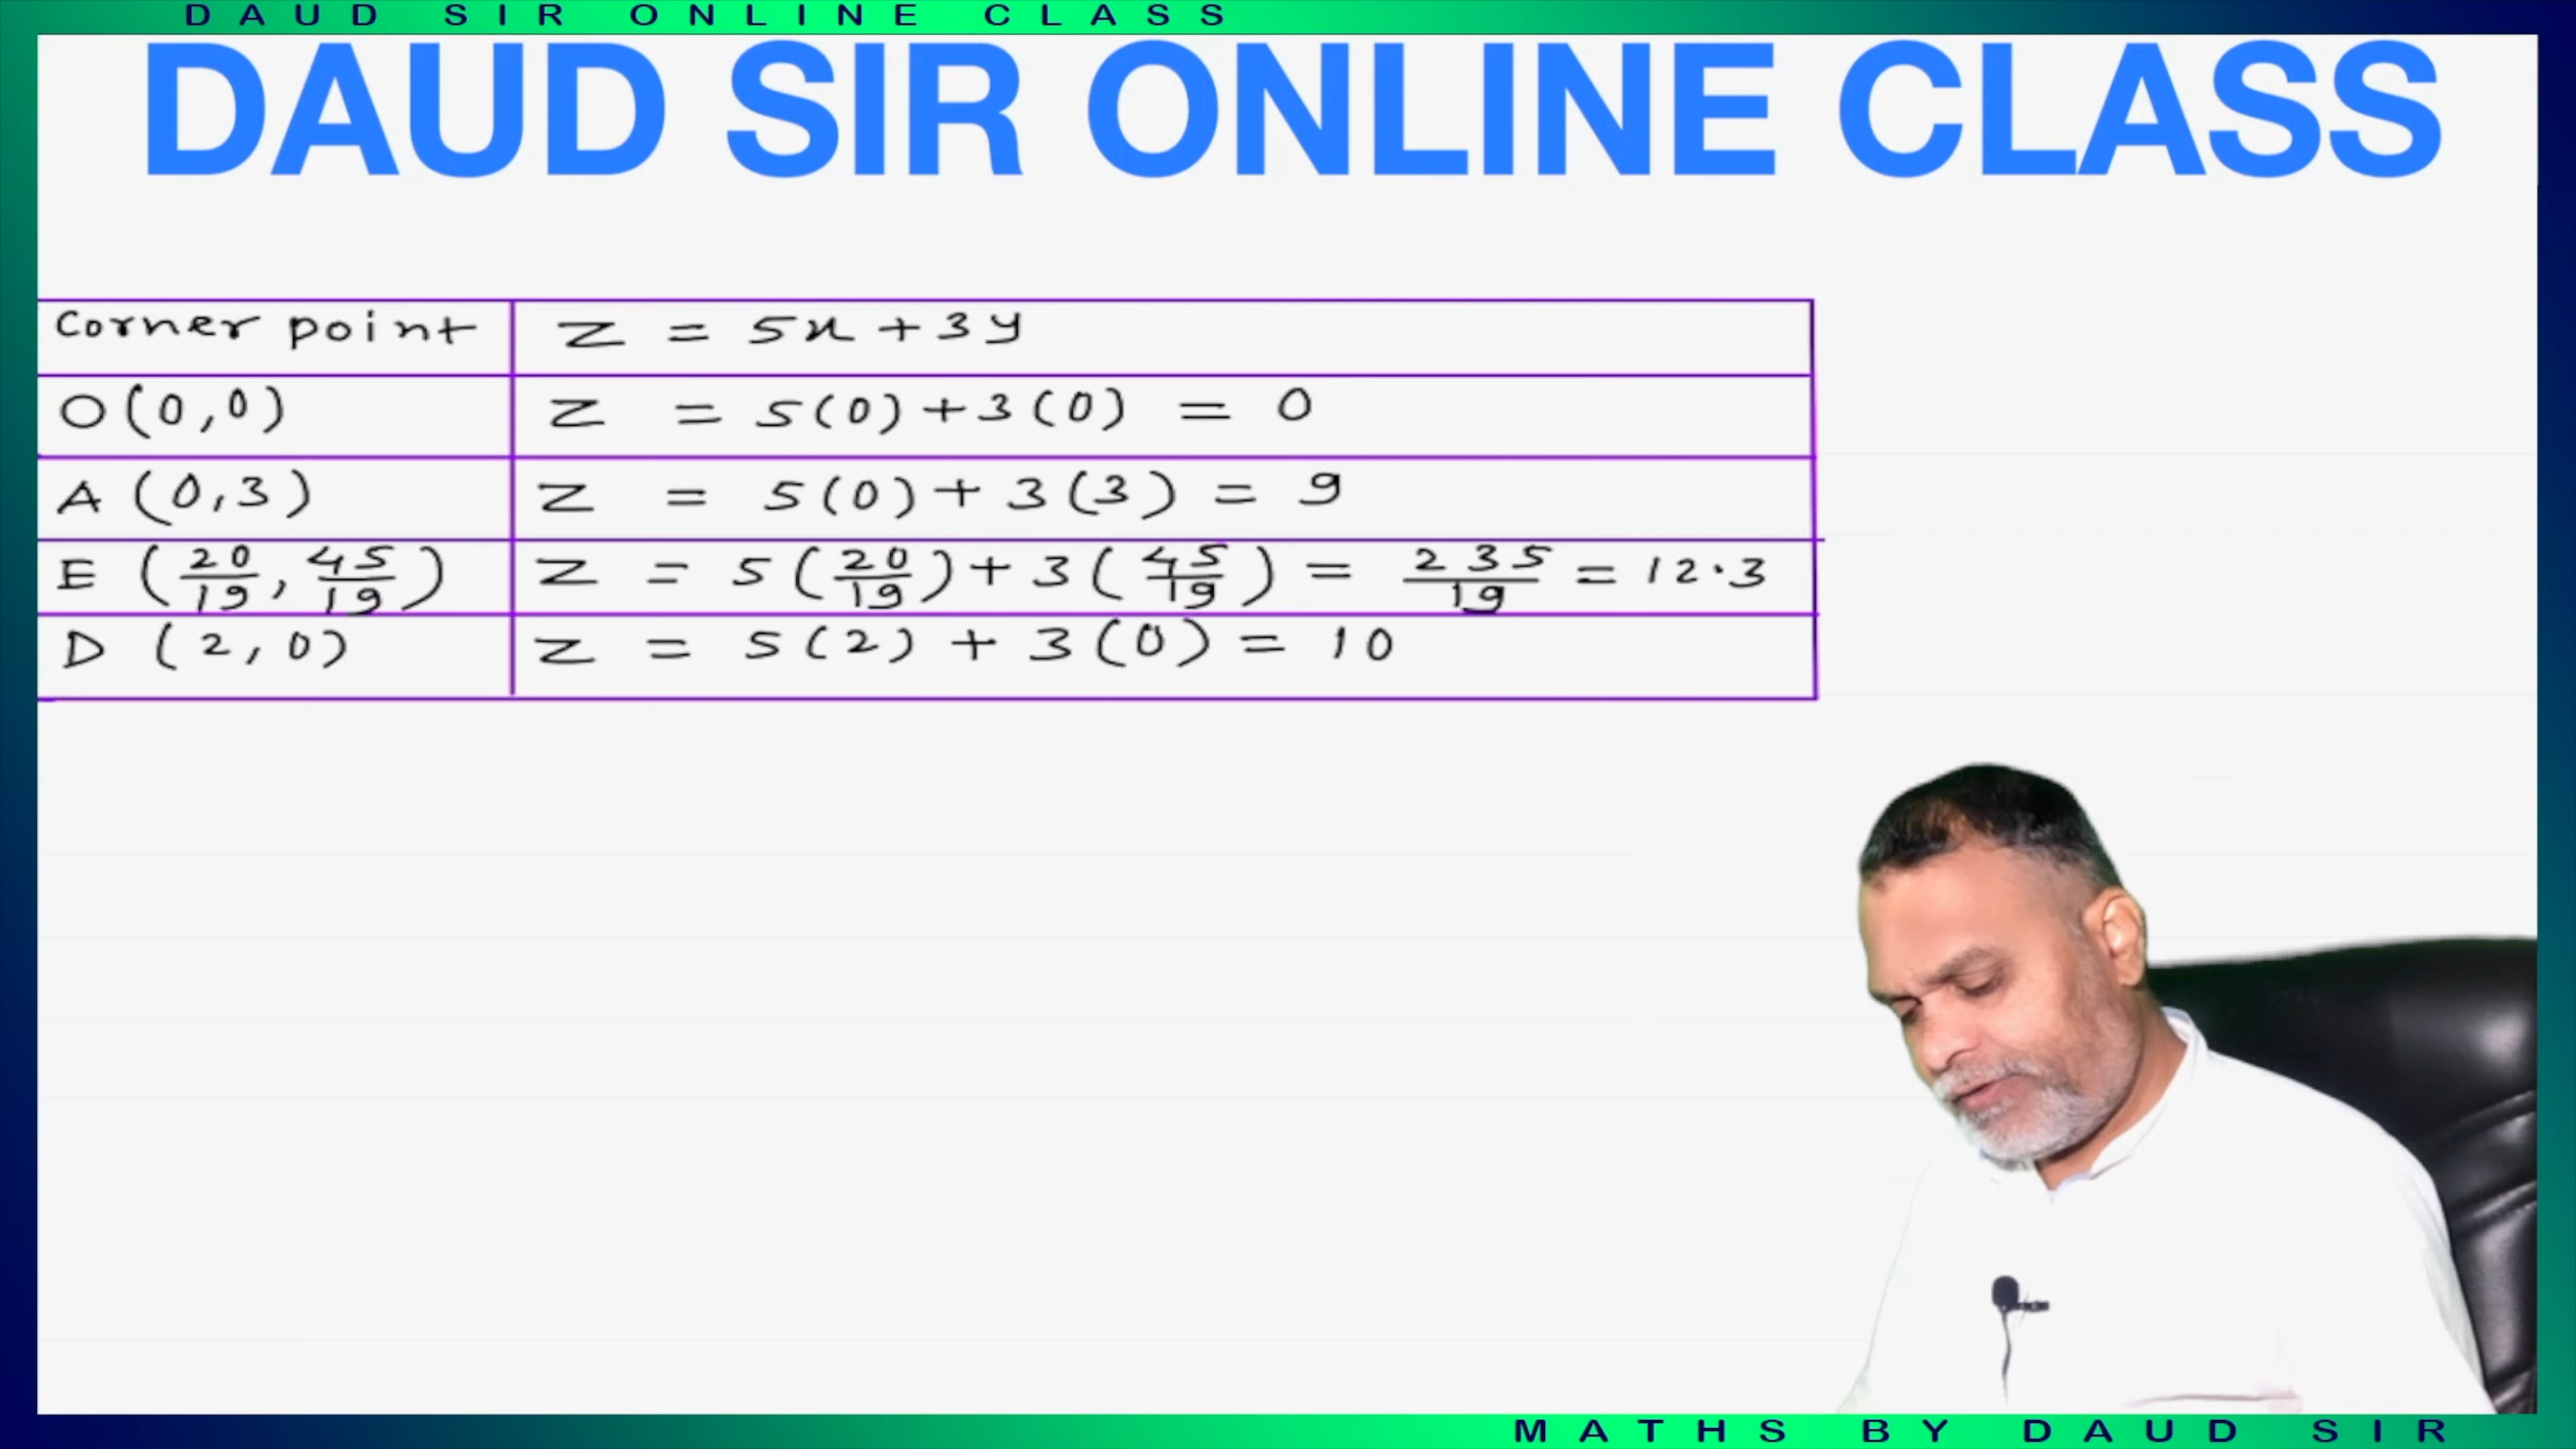 DAUD SIR ONLINE CLASS
DAUD SIR ONLINE CLASS
Corner point Z = 5x + 3y
O (0,0) Z = 5(0) + 3(0) = 0
A (0,3) Z = 5(0) + 3(3) = 9
E (20/19, 45/19) Z = 5(20/19) + 3(45/19) = 235/19 = 12.3
D (2,0) Z = 5(2) + 3(0) = 10
MATHS BY DAUD SIR